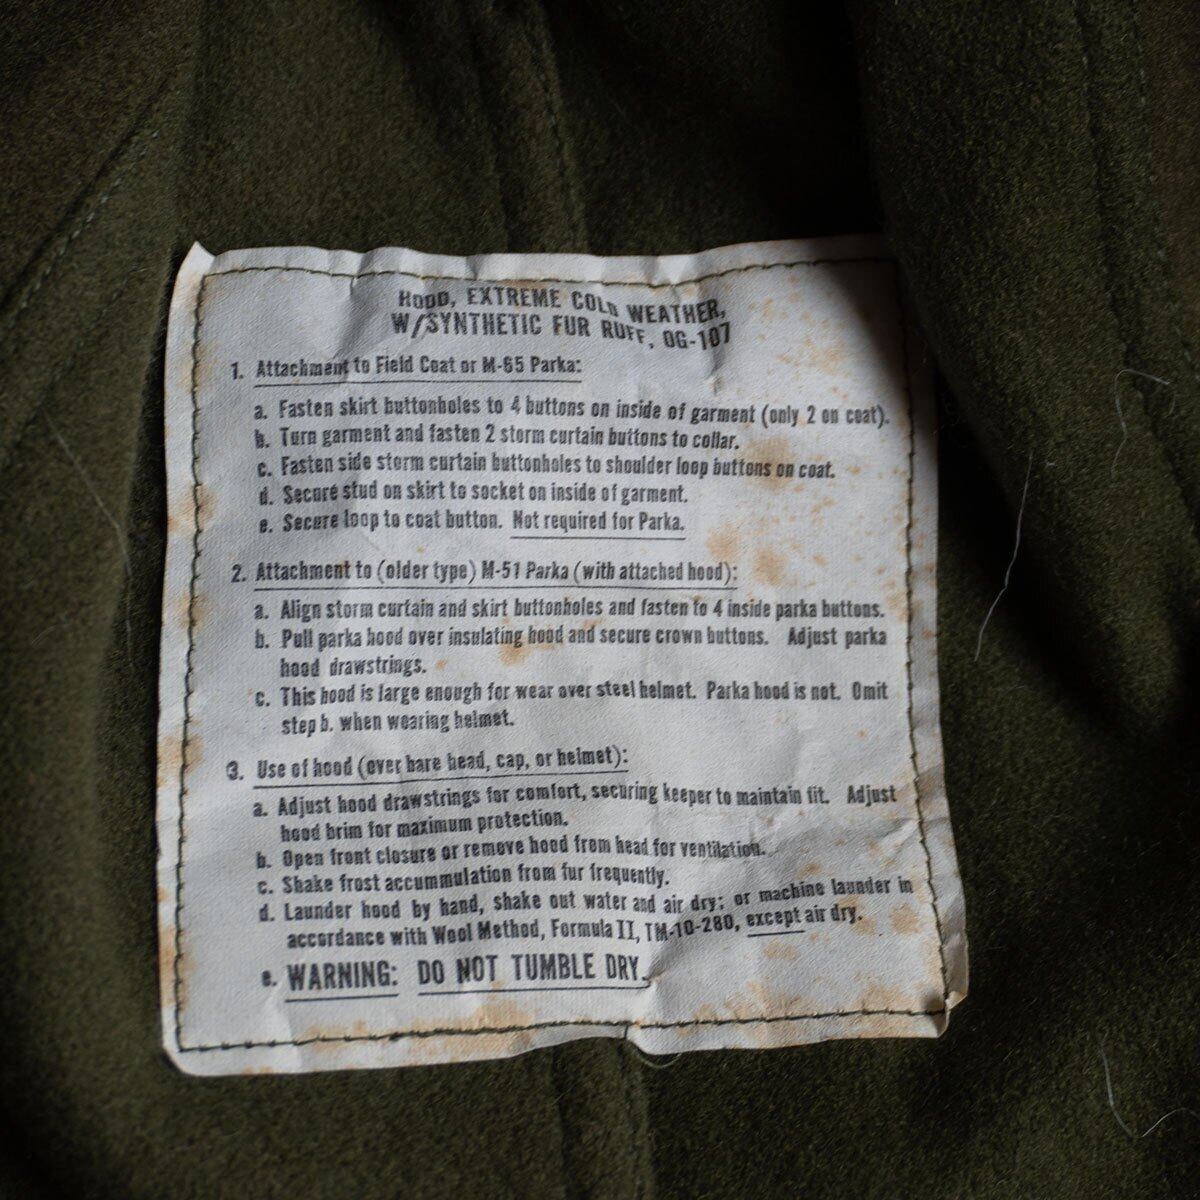 HOOD, EXTREME COLD WEATHER,
W/SYNTHETIC FUR RUFF, OG-107
1. Attachment to Field Coat or M-65 Parka:
a. Fasten skirt buttonholes to 4 buttons on inside of garment (only 2 on coat).
b. Turn garment and fasten 2 storm curtain buttons to collar.
c. Fasten side storm curtain buttonholes to shoulder loop buttons on coat.
d. Secure stud on skirt to socket on inside of garment.
e. Secure loop to coat button. Not required for Parka.
2. Attachment to (older type) M-51 Parka (with attached hood):
a. Align storm curtain and skirt buttonholes and fasten to 4 inside parka buttons.
b. Pull parka hood over insulating hood and secure crown buttons. Adjust parka
hood drawstrings.
c. This hood is large enough for wear over steel helmet. Parka hood is not. Omit
step b. when wearing helmet.
3. Use of hood (over bare head, cap, or helmet):
a. Adjust hood drawstrings for comfort, securing keeper to maintain fit. Adjust
hood brim for maximum protection.
b. Open front closure or remove hood from head for ventilation.
c. Shake frost accummulation from fur frequently.
d. Launder hood by hand, shake out water and air dry; or machine launder in
accordance with Wool Method, Formula II, TM-10-280, except air dry.
e. WARNING: DO NOT TUMBLE DRY.